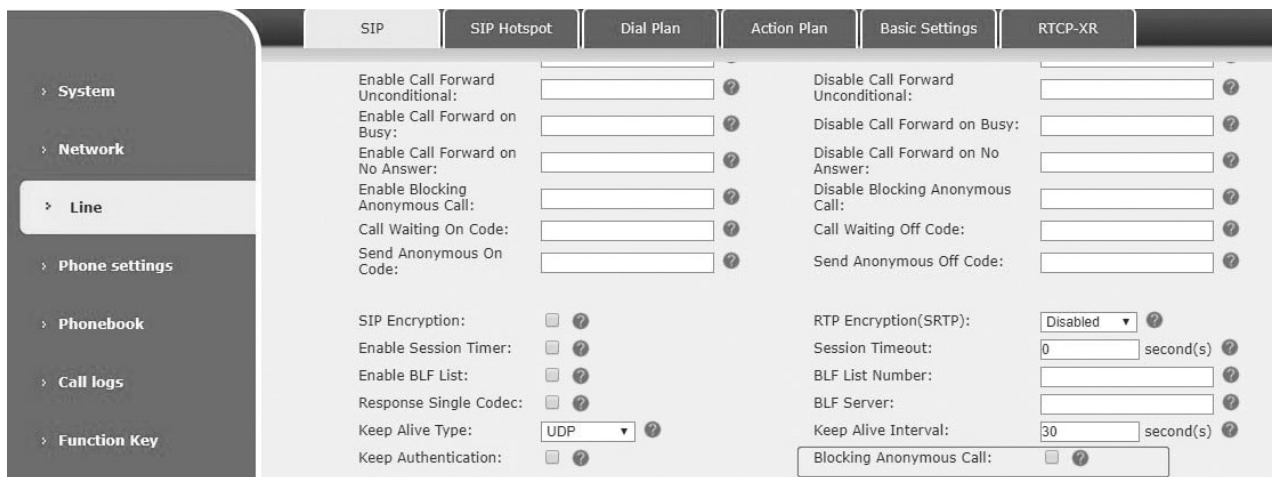 SIP
SIP Hotspot
Dial Plan
Action Plan
Basic Settings
RTCP-XR
› System
› Network
› Line
› Phone settings
› Phonebook
› Call logs
› Function Key
Enable Call Forward
Unconditional:
Disable Call Forward
Unconditional:
Enable Call Forward on
Busy:
Disable Call Forward on Busy:
Enable Call Forward on
No Answer:
Disable Call Forward on No
Answer:
Enable Blocking
Anonymous Call:
Disable Blocking Anonymous
Call:
Call Waiting On Code:
Call Waiting Off Code:
Send Anonymous On
Code:
Send Anonymous Off Code:
SIP Encryption:
RTP Encryption(SRTP):
Disabled
Enable Session Timer:
Session Timeout:
0
second(s)
Enable BLF List:
BLF List Number:
Response Single Codec:
BLF Server:
Keep Alive Type:
UDP
Keep Alive Interval:
30
second(s)
Keep Authentication:
Blocking Anonymous Call: